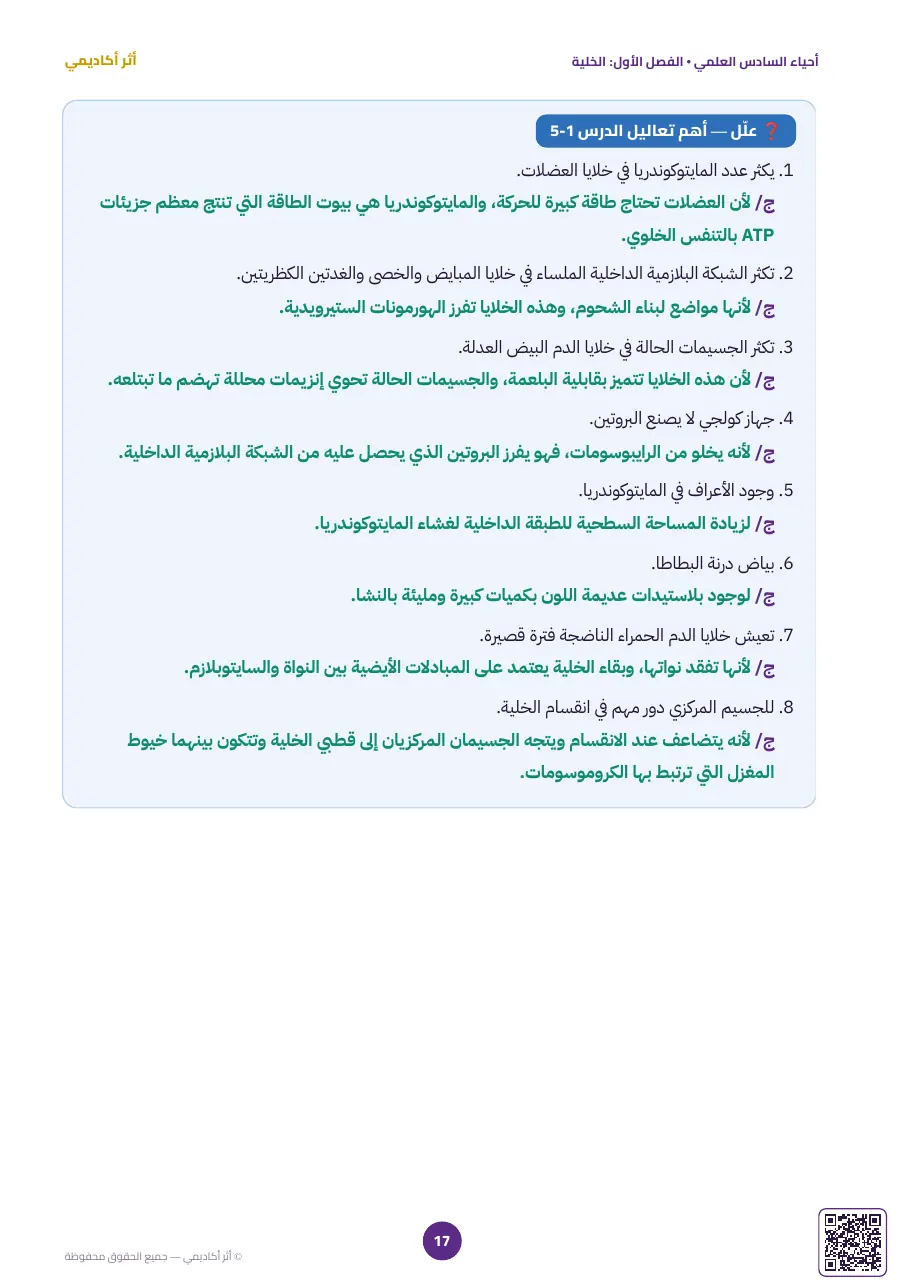 أحياء السادس العلمي • الفصل الأول: الخلية
أثر أكاديمي
❓ علّل — أهم تعاليل الدرس 1-5
1. يكثر عدد المايتوكوندريا في خلايا العضلات.
ج/ لأن العضلات تحتاج طاقة كبيرة للحركة، والمايتوكوندريا هي بيوت الطاقة التي تنتج معظم جزيئات
ATP بالتنفس الخلوي.
2. تكثر الشبكة البلازمية الداخلية الملساء في خلايا المبايض والخصى والغدتين الكظريتين.
ج/ لأنها مواضع لبناء الشحوم، وهذه الخلايا تفرز الهورمونات الستيرويدية.
3. تكثر الجسيمات الحالة في خلايا الدم البيض العدلة.
ج/ لأن هذه الخلايا تتميز بقابلية البلعمة، والجسيمات الحالة تحوي إنزيمات محللة تهضم ما تبتلعه.
4. جهاز كولجي لا يصنع البروتين.
ج/ لأنه يخلو من الرايبوسومات، فهو يفرز البروتين الذي يحصل عليه من الشبكة البلازمية الداخلية.
5. وجود الأعراف في المايتوكوندريا.
ج/ لزيادة المساحة السطحية للطبقة الداخلية لغشاء المايتوكوندريا.
6. بياض درنة البطاطا.
ج/ لوجود بلاستيدات عديمة اللون بكميات كبيرة ومليئة بالنشا.
7. تعيش خلايا الدم الحمراء الناضجة فترة قصيرة.
ج/ لأنها تفقد نواتها، وبقاء الخلية يعتمد على المبادلات الأيضية بين النواة والسايتوبلازم.
8. للجسيم المركزي دور مهم في انقسام الخلية.
ج/ لأنه يتضاعف عند الانقسام ويتجه الجسيمان المركزيان إلى قطبي الخلية وتتكون بينهما خيوط
المغزل التي ترتبط بها الكروموسومات.
17
© أثر أكاديمي — جميع الحقوق محفوظة